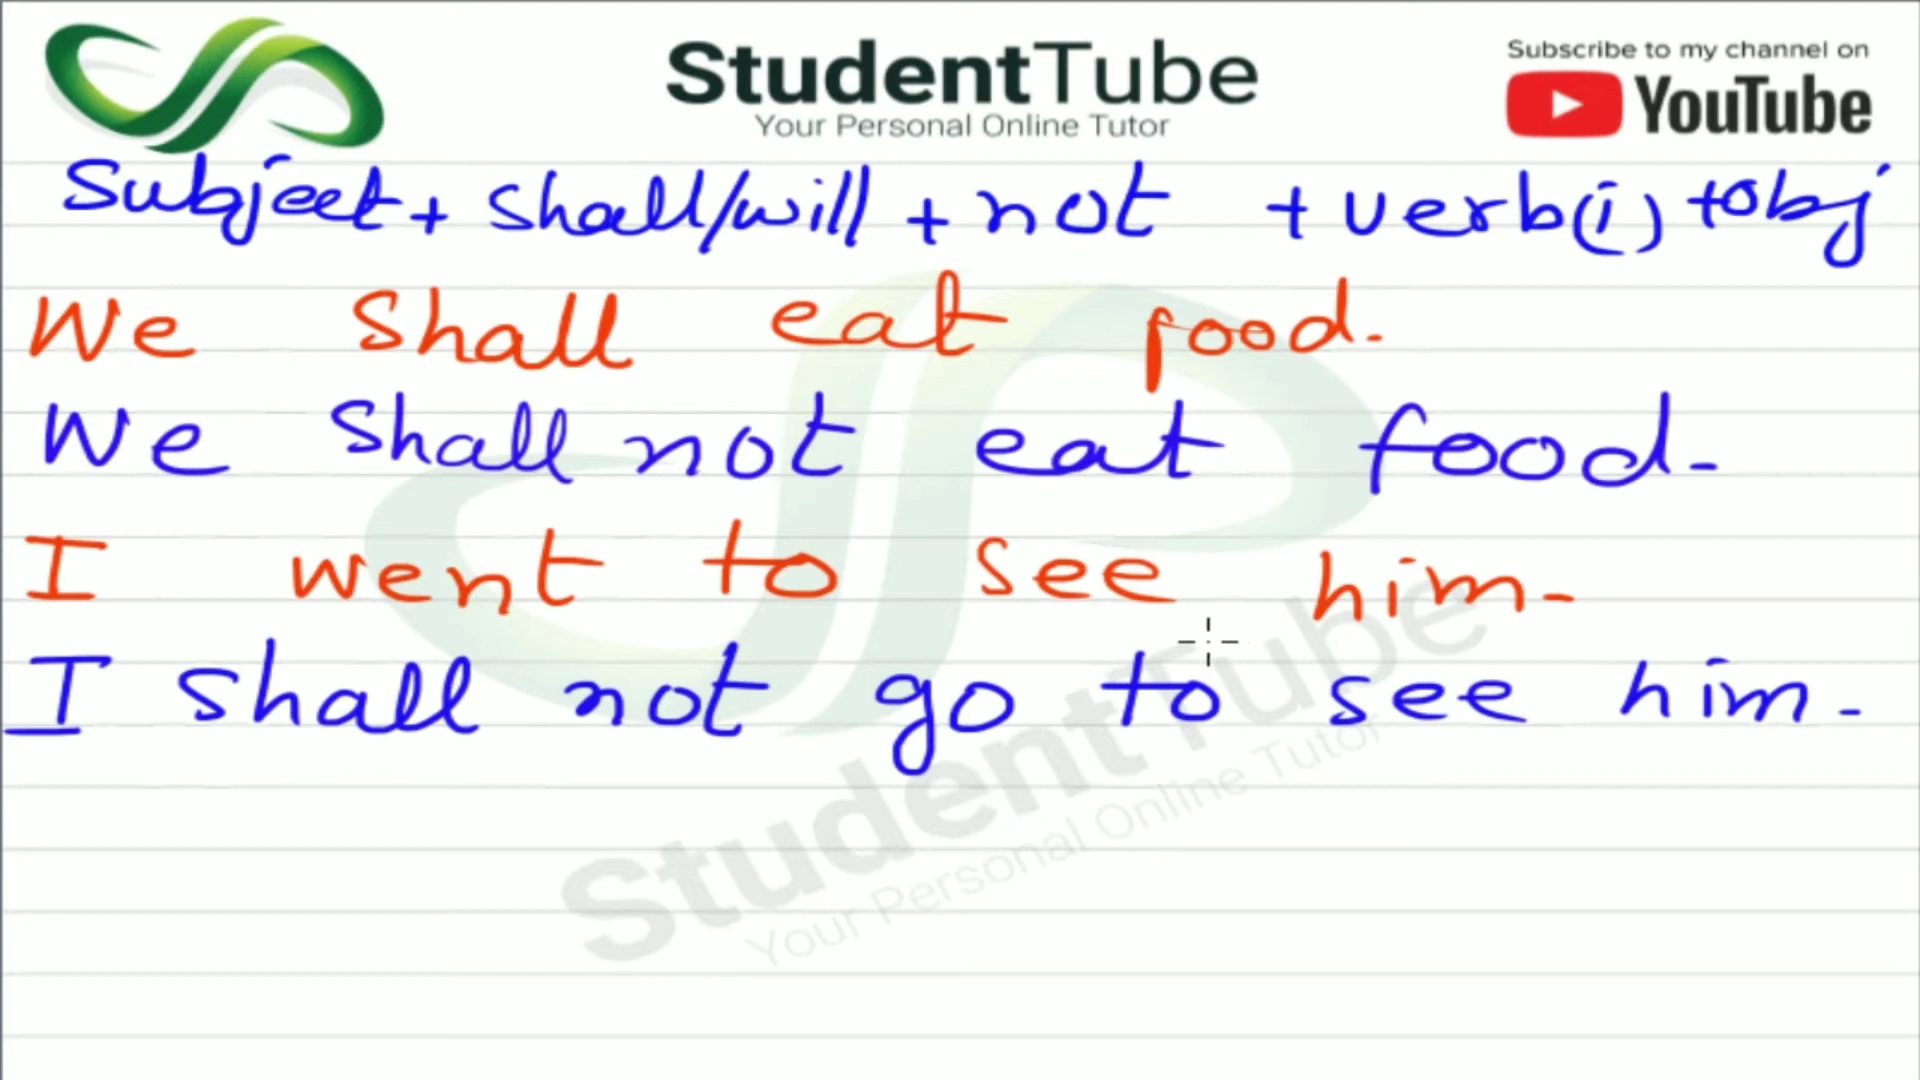 StudentTube
Your Personal Online Tutor
Subscribe to my channel on
YouTube
Subject + Shall/will + not + verb(i) + obj
We Shall eat food.
We Shall not eat food.
I went to see him.
I shall not go to see him.
StudentTube
Your Personal Online Tutor